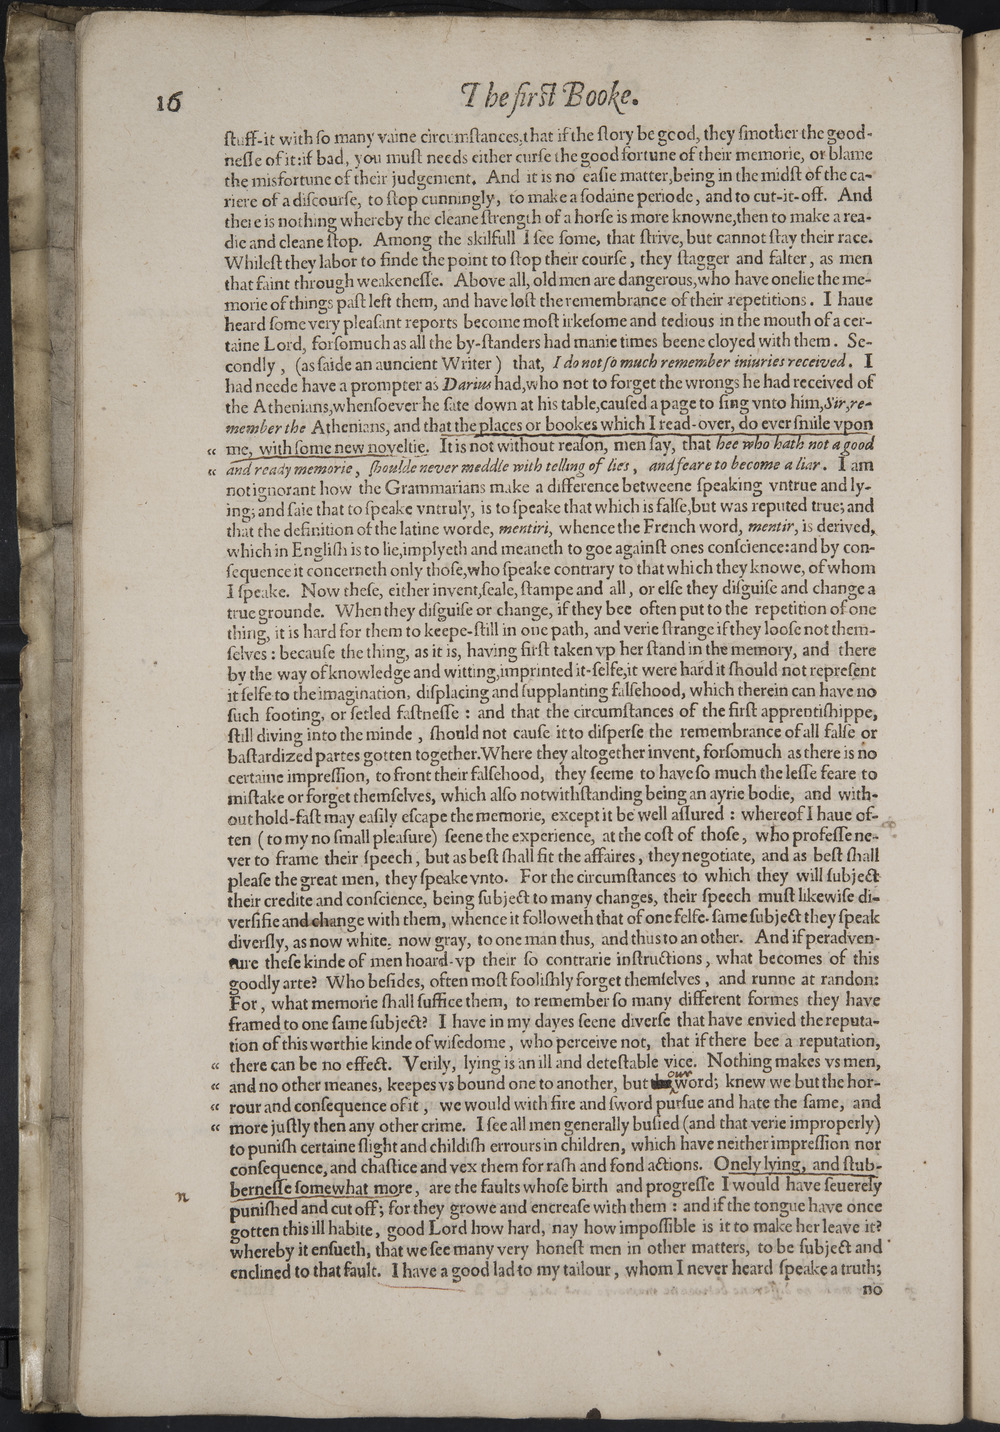 16
The first Booke.
ſtuff-it with ſo many vaine circumſtances, that if the ſtory be good, they ſmother the good-
neſſe of it: if bad, you muſt needs either curſe the good fortune of their memorie, or blame
the misfortune of their judgement. And it is no eaſie matter, being in the midſt of the ca-
riere of a diſcourſe, to ſtop cunningly, to make a ſodaine periode, and to cut-it-off. And
there is nothing whereby the cleane ſtrength of a horſe is more knowne, then to make a rea-
die and cleane ſtop. Among the skilfull I ſee ſome, that ſtrive, but cannot ſtay their race.
Whileſt they labor to finde the point to ſtop their courſe, they ſtagger and falter, as men
that faint through weakeneſſe. Above all, old men are dangerous, who have onelie the me-
morie of things paſt left them, and have loſt the remembrance of their repetitions. I haue
heard ſome very pleaſant reports become moſt irkeſome and tedious in the mouth of a cer-
taine Lord, forſomuch as all the by-ſtanders had manie times beene cloyed with them. Se-
condly, (as ſaide an auncient Writer) that, I do not ſo much remember iniuries received. I
had neede have a prompter as Darius had, who not to forget the wrongs he had received of
the Athenians, whenſoever he ſate down at his table, cauſed a page to ſing vnto him, Sir, re-
member the Athenians, and that the places or bookes which I read-over, do ever ſmile vpon
“ me, with ſome new noveltie. It is not without reaſon, men ſay, that hee who hath not a good
“ and ready memorie, ſhoulde never meddle with telling of lies, and feare to become a liar. I am
not ignorant how the Grammarians make a difference betweene ſpeaking vntrue and ly-
ing; and ſaie that to ſpeake vntruly, is to ſpeake that which is falſe, but was reputed true; and
that the definition of the latine worde, mentiri, whence the French word, mentir, is derived,
which in Engliſh is to lie, implyeth and meaneth to goe againſt ones conſcience: and by con-
ſequence it concerneth only thoſe, who ſpeake contrary to that which they knowe, of whom
I ſpeake. Now theſe, either invent, ſeale, ſtampe and all, or elſe they diſguiſe and change a
true grounde. When they diſguiſe or change, if they bee often put to the repetition of one
thing, it is hard for them to keepe-ſtill in one path, and verie ſtrange if they looſe not them-
ſelves: becauſe the thing, as it is, having firſt taken vp her ſtand in the memory, and there
by the way of knowledge and witting, imprinted it-ſelfe, it were hard it ſhould not repreſent
it ſelfe to the imagination, diſplacing and ſupplanting falſehood, which therein can have no
ſuch footing, or ſetled faſtneſſe: and that the circumſtances of the firſt apprentiſhippe,
ſtill diving into the minde, ſhould not cauſe it to diſperſe the remembrance of all falſe or
baſtardized partes gotten together. Where they altogether invent, forſomuch as there is no
certaine impreſſion, to front their falſehood, they ſeeme to have ſo much the leſſe feare to
miſtake or forget themſelves, which alſo notwithſtanding being an ayrie bodie, and with-
out hold-faſt may eaſily eſcape the memorie, except it be well aſſured: whereof I haue of-
ten (to my no ſmall pleaſure) ſeene the experience, at the coſt of thoſe, who profeſſe ne-
ver to frame their ſpeech, but as beſt ſhall fit the affaires, they negotiate, and as beſt ſhall
pleaſe the great men, they ſpeake vnto. For the circumſtances to which they will ſubject
their credite and conſcience, being ſubject to many changes, their ſpeech muſt likewiſe di-
verſifie and change with them, whence it followeth that of one ſelfe-ſame ſubject they ſpeak
diverſly, as now white, now gray, to one man thus, and thus to an other. And if peradven-
ture theſe kinde of men hoard-vp their ſo contrarie inſtructions, what becomes of this
goodly arte? Who beſides, often moſt fooliſhly forget themſelves, and runne at randon:
For, what memorie ſhall ſuffice them, to remember ſo many different formes they have
framed to one ſame ſubject? I have in my dayes ſeene diverſe that have envied the reputa-
tion of this worthie kinde of wiſedome, who perceive not, that if there bee a reputation,
“ there can be no effect. Verily, lying is an ill and deteſtable vice. Nothing makes vs men,
“ and no other meanes, keepes vs bound one to another, but our word; knew we but the hor-
“ rour and conſequence of it, we would with fire and ſword purſue and hate the ſame, and
“ more juſtly then any other crime. I ſee all men generally buſied (and that verie improperly)
to puniſh certaine ſlight and childiſh errours in children, which have neither impreſſion nor
conſequence, and chaſtice and vex them for raſh and fond actions. Onely lying, and ſtub-
n berneſſe ſomewhat more, are the faults whoſe birth and progreſſe I would have ſeuerely
puniſhed and cut off; for they growe and encreaſe with them: and if the tongue have once
gotten this ill habite, good Lord how hard, nay how impoſſible is it to make her leave it?
whereby it enſueth, that we ſee many very honeſt men in other matters, to be ſubject and
enclined to that fault. I have a good lad to my tailour, whom I never heard ſpeake a truth;
no